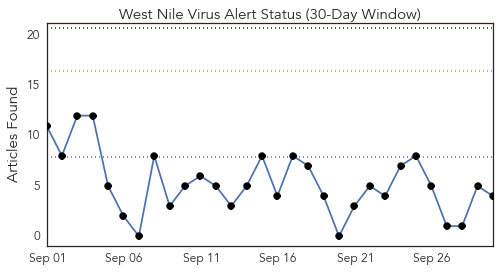 West Nile Virus Alert Status (30-Day Window)
Articles Found
20
15
10
5
0
Sep 01 Sep 06 Sep 11 Sep 16 Sep 21 Sep 26